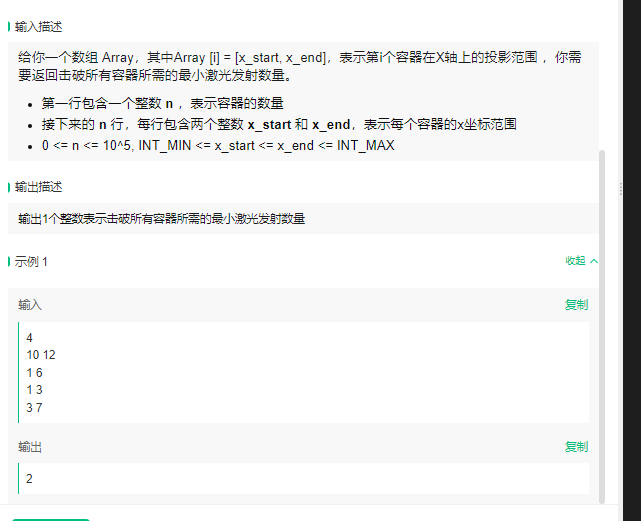 输入描述
给你一个数组 Array，其中Array [i] = [x_start, x_end]，表示第i个容器在X轴上的投影范围 ，你需
要返回击破所有容器所需的最小激光发射数量。
• 第一行包含一个整数 n ，表示容器的数量
• 接下来的 n 行，每行包含两个整数 x_start 和 x_end，表示每个容器的x坐标范围
• 0 <= n <= 10^5, INT_MIN <= x_start <= x_end <= INT_MAX
输出描述
输出1个整数表示击破所有容器所需的最小激光发射数量
示例 1
收起
输入
复制
4
10 12
1 6
1 3
3 7
输出
复制
2